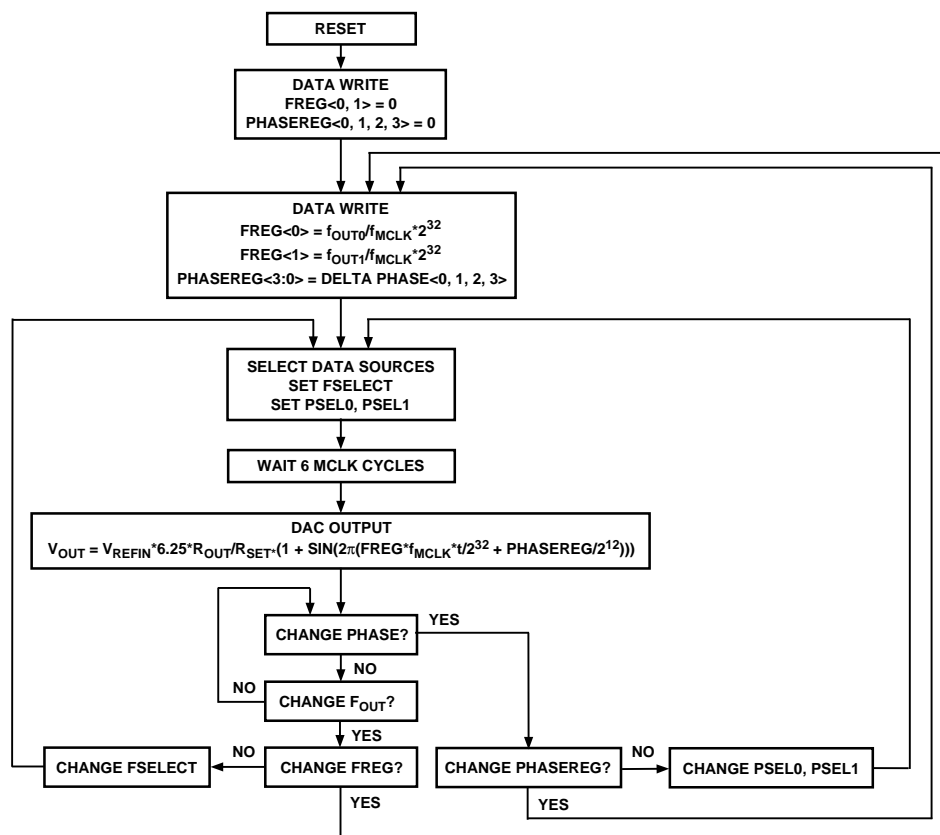 RESET
DATA WRITE
FREG<0, 1> = 0
PHASEREG<0, 1, 2, 3> = 0
DATA WRITE
FREG<0> = fOUT0/fMCLK*2^32
FREG<1> = fOUT1/fMCLK*2^32
PHASEREG<3:0> = DELTA PHASE<0, 1, 2, 3>
SELECT DATA SOURCES
SET FSELECT
SET PSEL0, PSEL1
WAIT 6 MCLK CYCLES
DAC OUTPUT
VOUT = VREFIN*6.25*ROUT/RSET*(1 + SIN(2π(FREG*fMCLK*t/2^32 + PHASEREG/2^12)))
CHANGE PHASE?
YES
NO
NO
CHANGE FOUT?
YES
CHANGE FSELECT
NO
CHANGE FREG?
YES
CHANGE PHASEREG?
NO
CHANGE PSEL0, PSEL1
YES